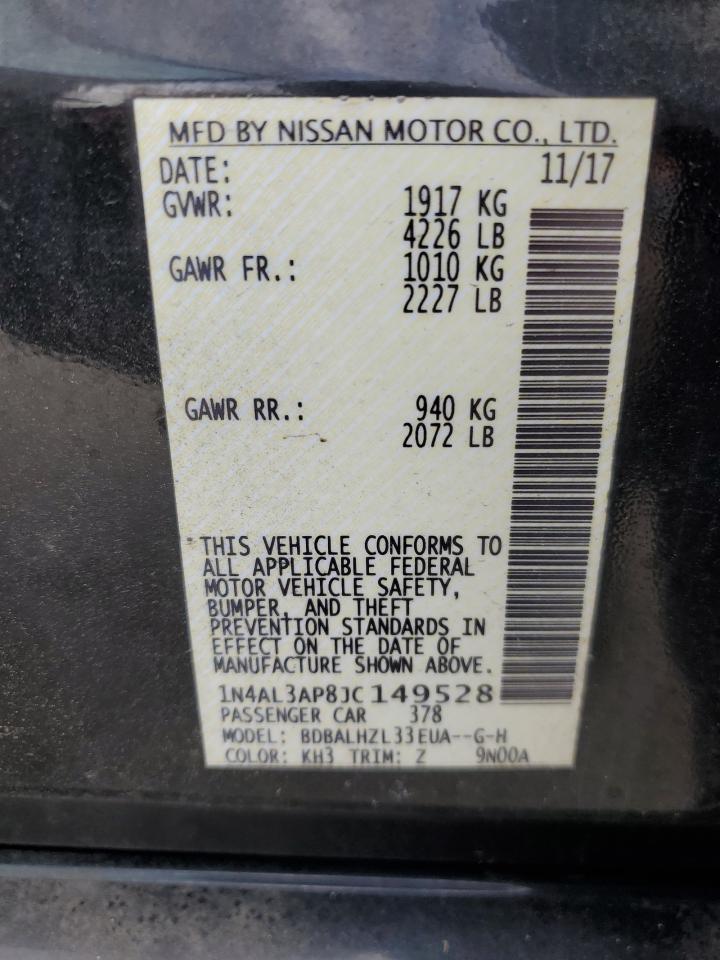 MFD BY NISSAN MOTOR CO., LTD.
DATE: 11/17
GVWR: 1917 KG
4226 LB
GAWR FR.: 1010 KG
2227 LB
GAWR RR.: 940 KG
2072 LB
THIS VEHICLE CONFORMS TO
ALL APPLICABLE FEDERAL
MOTOR VEHICLE SAFETY,
BUMPER, AND THEFT
PREVENTION STANDARDS IN
EFFECT ON THE DATE OF
MANUFACTURE SHOWN ABOVE.
1N4AL3AP8JC149528
PASSENGER CAR 378
MODEL: BDBALHZL33EUA--G-H
COLOR: KH3 TRIM: Z 9N00A